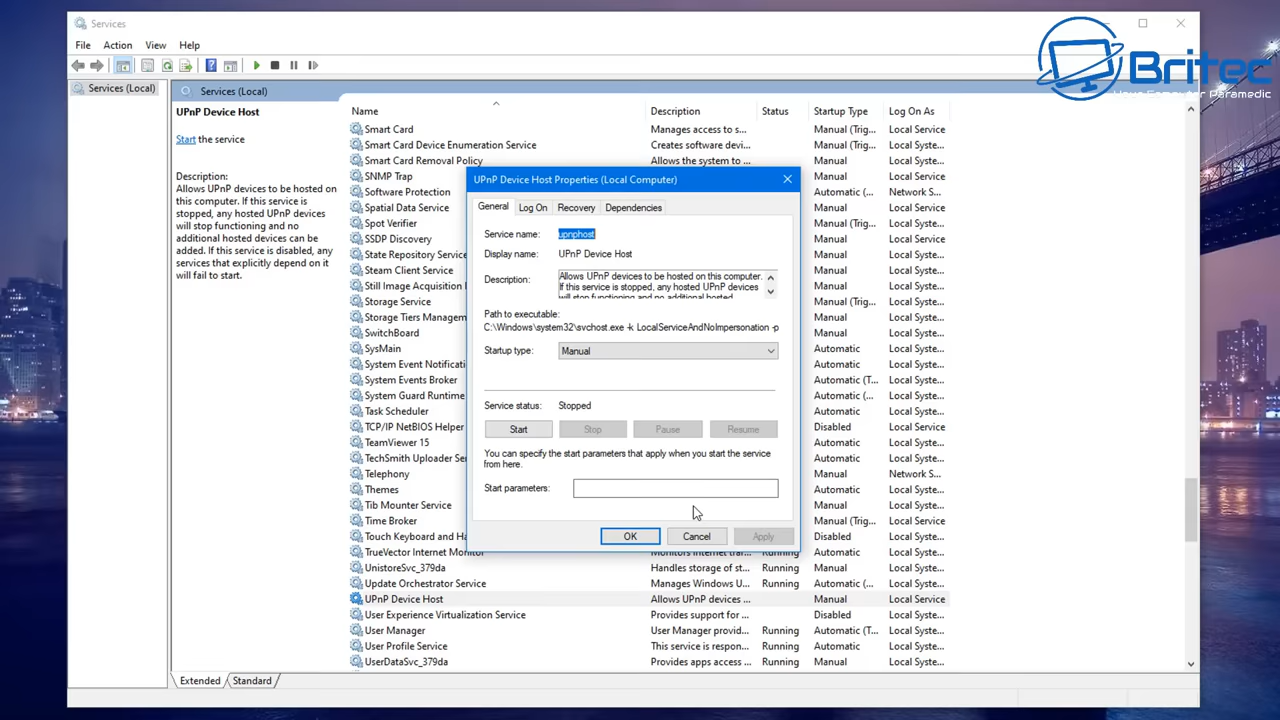 Services
Britec
Home Computer Paramedic
File Action View Help
Services (Local)
Services (Local)
UPnP Device Host
Start the service
Description:
Allows UPnP devices to be hosted on
this computer. If this service is
stopped, any hosted UPnP devices
will stop functioning and no
additional hosted devices can be
added. If this service is disabled, any
services that explicitly depend on it
will fail to start.
Name Description Status Startup Type Log On As
Smart Card Manages access to s... Manual (Trig... Local Service
Smart Card Device Enumeration Service Creates software devi... Manual (Trig... Local Syste...
Smart Card Removal Policy Allows the system to Manual Local Syste...
SNMP Trap Manual Local Service
Software Protection Automatic (... Network S...
Spatial Data Service Manual Local Service
Spot Verifier Manual (Trig... Local Syste...
SSDP Discovery Manual Local Service
State Repository Service Manual Local Syste...
Steam Client Service Manual Local Syste...
Still Image Acquisition Manual Local Syste...
Storage Service Manual (Trig... Local Syste...
Storage Tiers Managem Manual Local Syste...
SwitchBoard Manual Local Syste...
SysMain Automatic Local Syste...
System Event Notificati Automatic Local Syste...
System Events Broker Automatic (T... Local Syste...
System Guard Runtime Automatic (... Local Syste...
Task Scheduler Automatic Local Syste...
TCP/IP NetBIOS Helper Disabled Local Service
TeamViewer 15 Automatic Local Syste...
TechSmith Uploader Ser Automatic Local Syste...
Telephony Manual Network S...
Themes Automatic Local Syste...
Tib Mounter Service Manual Local Syste...
Time Broker Manual (Trig... Local Service
Touch Keyboard and Ha Disabled Local Syste...
TrueVector Internet Monitor Monitors internet tra... Running Automatic Local Syste...
UnistoreSvc_379da Handles storage of st... Running Manual Local Syste...
Update Orchestrator Service Manages Windows U... Running Automatic (... Local Syste...
UPnP Device Host Allows UPnP devices ... Manual Local Service
User Experience Virtualization Service Provides support for ... Disabled Local Syste...
User Manager User Manager provid... Running Automatic (T... Local Syste...
User Profile Service This service is respon... Running Automatic Local Syste...
UserDataSvc_379da Provides apps access ... Running Manual Local Syste...
UPnP Device Host Properties (Local Computer)
General Log On Recovery Dependencies
Service name: upnphost
Display name: UPnP Device Host
Description: Allows UPnP devices to be hosted on this computer.
If this service is stopped, any hosted UPnP devices
will stop functioning and no additional hosted
Path to executable:
C:\Windows\system32\svchost.exe -k LocalServiceAndNoImpersonation -p
Startup type: Manual
Service status: Stopped
Start Stop Pause Resume
You can specify the start parameters that apply when you start the service
from here.
Start parameters:
OK Cancel Apply
Extended Standard